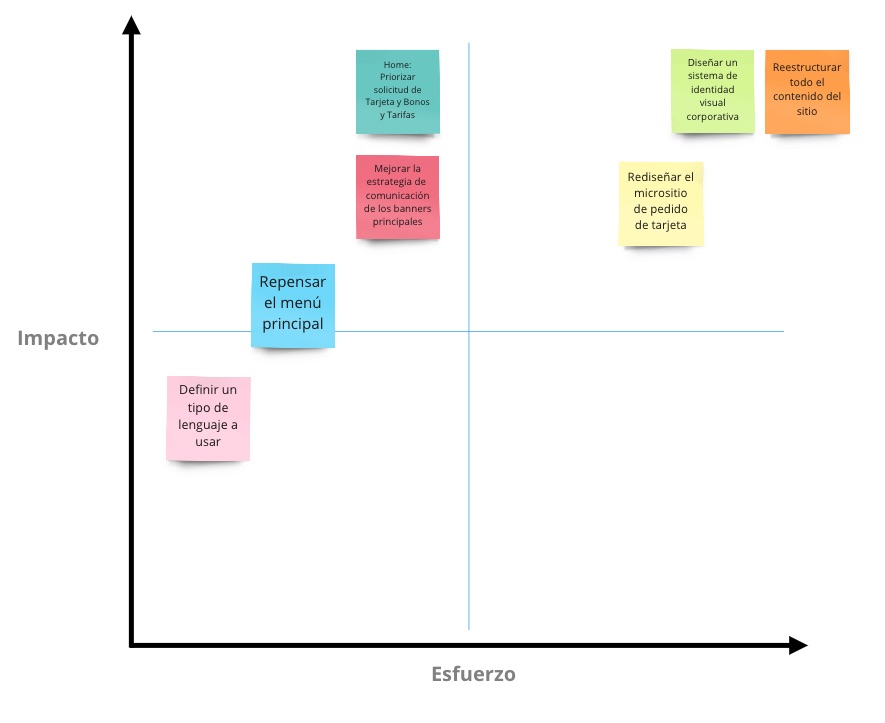 Home:
Priorizar
solicitud de
Tarjeta y Bonos
y Tarifas
Diseñar un
sistema de
identidad
visual
corporativa
Reestructurar
todo el
contenido del
sitio
Mejorar la
estrategia de
comunicación
de los banners
principales
Rediseñar el
micrositio
de pedido
de tarjeta
Repensar
el menú
principal
Impacto
Definir un
tipo de
lenguaje a
usar
Esfuerzo